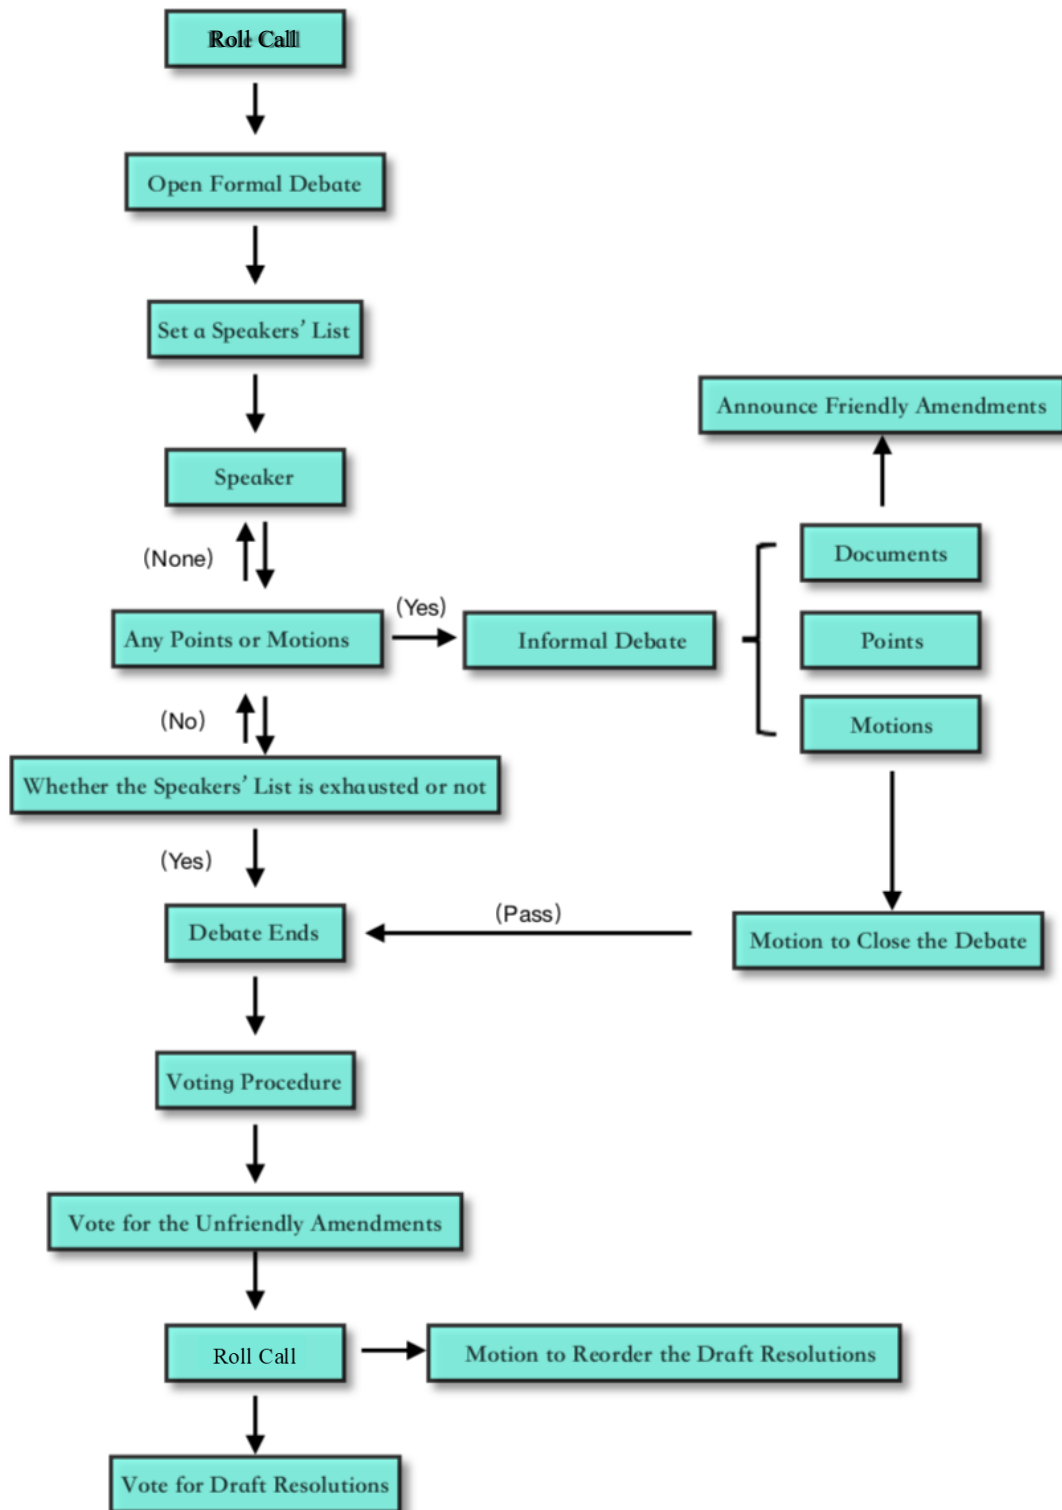 Roll Call
Open Formal Debate
Set a Speakers’ List
Announce Friendly Amendments
Speaker
(None)
Documents
(Yes)
Any Points or Motions
Informal Debate
Points
(No)
Motions
Whether the Speakers’ List is exhausted or not
(Yes)
(Pass)
Debate Ends
Motion to Close the Debate
Voting Procedure
Vote for the Unfriendly Amendments
Roll Call
Motion to Reorder the Draft Resolutions
Vote for Draft Resolutions